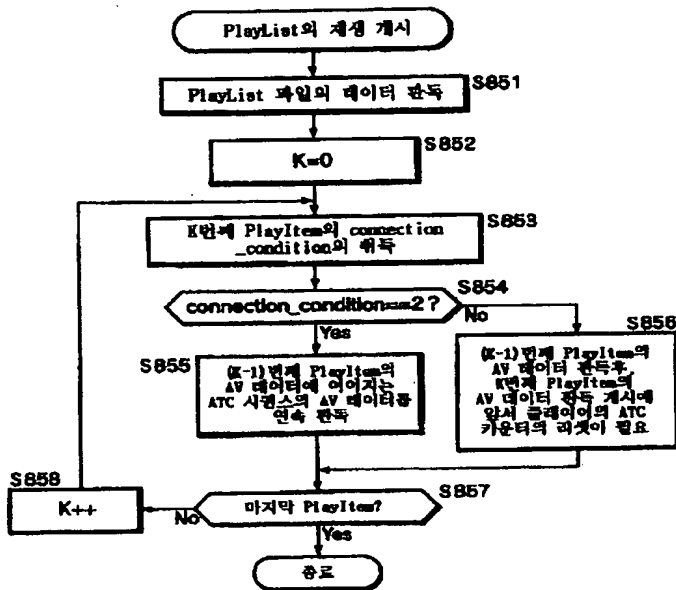 PlayList의 재생 개시
PlayList 파일의 데이터 판독
S851
K=0
S852
K번째 PlayItem의 connection
_condition의 취득
S853
connection_condition==2?
S854
Yes
No
(K-1)번째 PlayItem의
AV 데이터에 이어지는
ATC 시퀀스의 AV 데이터를
연속 판독
S855
(K-1)번째 PlayItem의
AV 데이터 판독후,
K번째 PlayItem의
AV 데이터 판독 개시에
앞서 플레이어의 ATC
카운터의 리셋이 필요
S856
마지막 PlayItem?
S857
No
Yes
K++
S858
종료